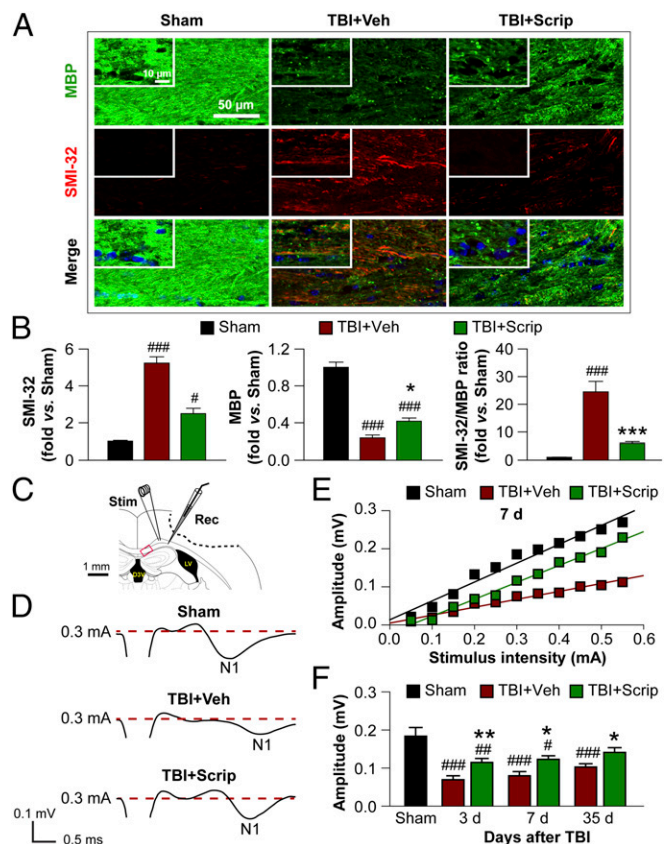 A
Sham
TBI+Veh
TBI+Scrip
MBP
10 µm
50 µm
SMI-32
Merge
B
Sham
TBI+Veh
TBI+Scrip
SMI-32
(fold vs. Sham)
6
4
2
0
###
#
MBP
(fold vs. Sham)
1.2
0.8
0.4
0
###
*
###
SMI-32/MBP ratio
(fold vs. Sham)
40
30
20
10
0
###
***
C
Stim
Rec
1 mm
D3V
LV
D
Sham
0.3 mA
N1
TBI+Veh
0.3 mA
N1
TBI+Scrip
0.3 mA
N1
0.1 mV
0.5 ms
E
Sham
TBI+Veh
TBI+Scrip
7 d
Amplitude (mV)
0.3
0.2
0.1
0.0
0.0 0.1 0.2 0.3 0.4 0.5 0.6
Stimulus intensity (mA)
F
Sham
TBI+Veh
TBI+Scrip
Amplitude (mV)
0.3
0.2
0.1
0.0
###
**
##
###
*
#
###
*
Sham 3 d 7 d 35 d
Days after TBI